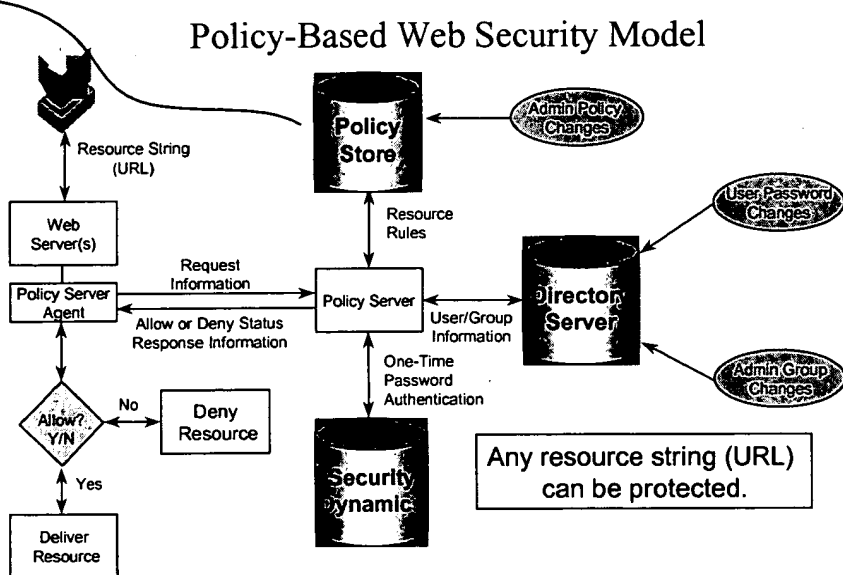 Policy-Based Web Security Model
Resource String
(URL)
Policy
Store
Admin Policy
Changes
Web
Server(s)
Resource
Rules
User Password
Changes
Request
Information
Policy Server
Agent
Policy Server
Director
Server
Allow or Deny Status
Response Information
User/Group
Information
One-Time
Password
Authentication
Admin Group
Changes
Allow?
Y/N
No
Deny
Resource
Yes
Security
Dynamic
Any resource string (URL)
can be protected.
Deliver
Resource